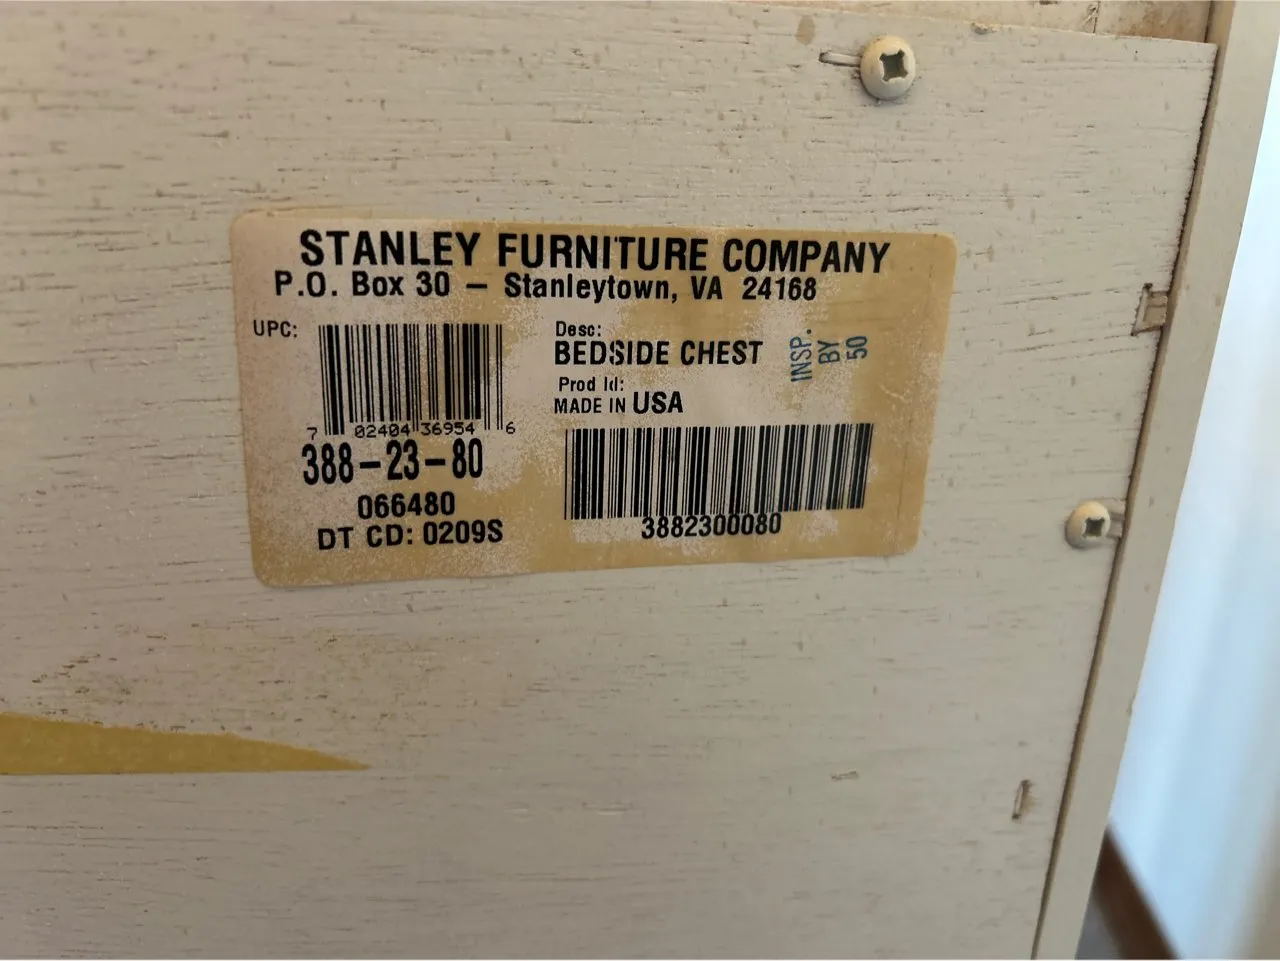 STANLEY FURNITURE COMPANY
P.O. Box 30 – Stanleytown, VA 24168
UPC:
7 02404 36954 6
388-23-80
066480
DT CD: 0209S
Desc:
BEDSIDE CHEST
Prod Id:
MADE IN USA
INSP.
BY
50
3882300080